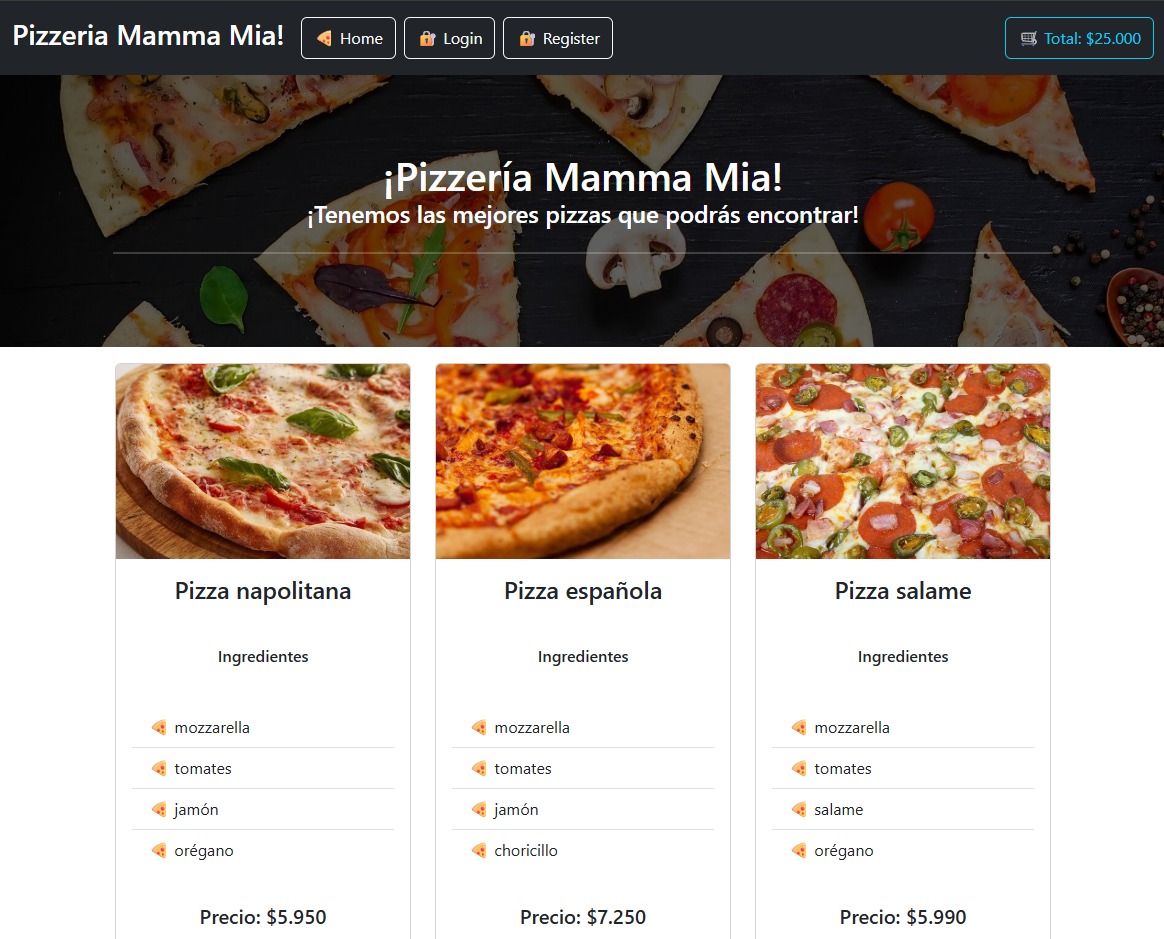 Pizzeria Mamma Mia! 🍕 Home 🔐 Login 🔐 Register 🛒 Total: $25.000
¡Pizzería Mamma Mia!
¡Tenemos las mejores pizzas que podrás encontrar!
Pizza napolitana
Ingredientes
🍕 mozzarella
🍕 tomates
🍕 jamón
🍕 orégano
Precio: $5.950
Pizza española
Ingredientes
🍕 mozzarella
🍕 tomates
🍕 jamón
🍕 choricillo
Precio: $7.250
Pizza salame
Ingredientes
🍕 mozzarella
🍕 tomates
🍕 salame
🍕 orégano
Precio: $5.990